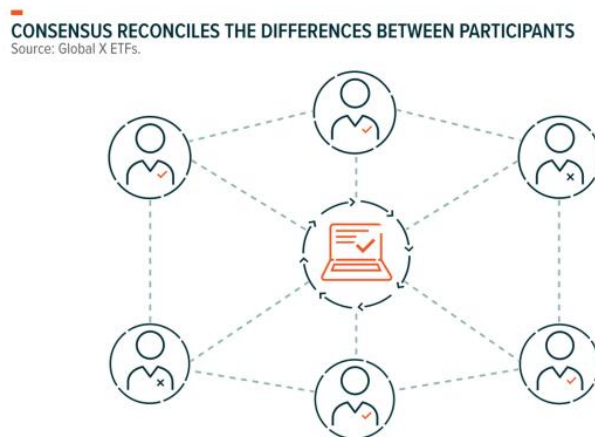 CONSENSUS RECONCILES THE DIFFERENCES BETWEEN PARTICIPANTS
Source: Global X ETFs.